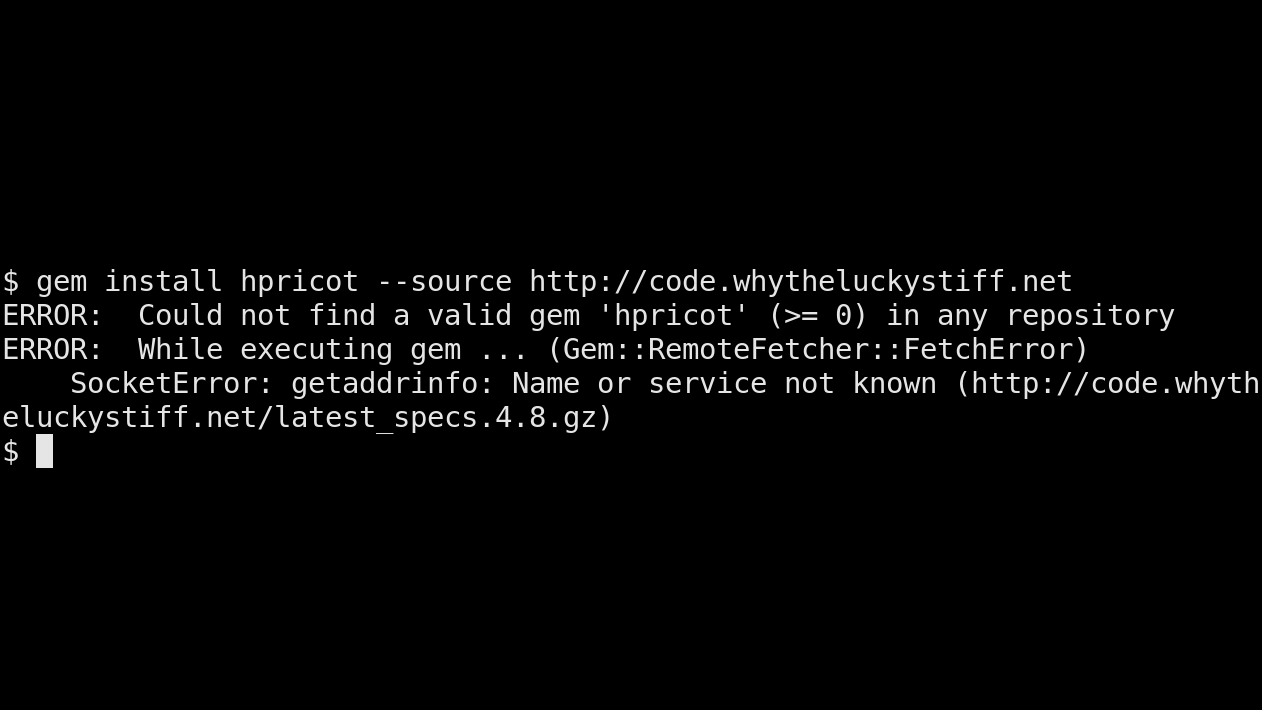 $ gem install hpricot --source http://code.whytheluckystiff.net
ERROR:  Could not find a valid gem 'hpricot' (>= 0) in any repository
ERROR:  While executing gem ... (Gem::RemoteFetcher::FetchError)
    SocketError: getaddrinfo: Name or service not known (http://code.whyth
eluckystiff.net/latest_specs.4.8.gz)
$